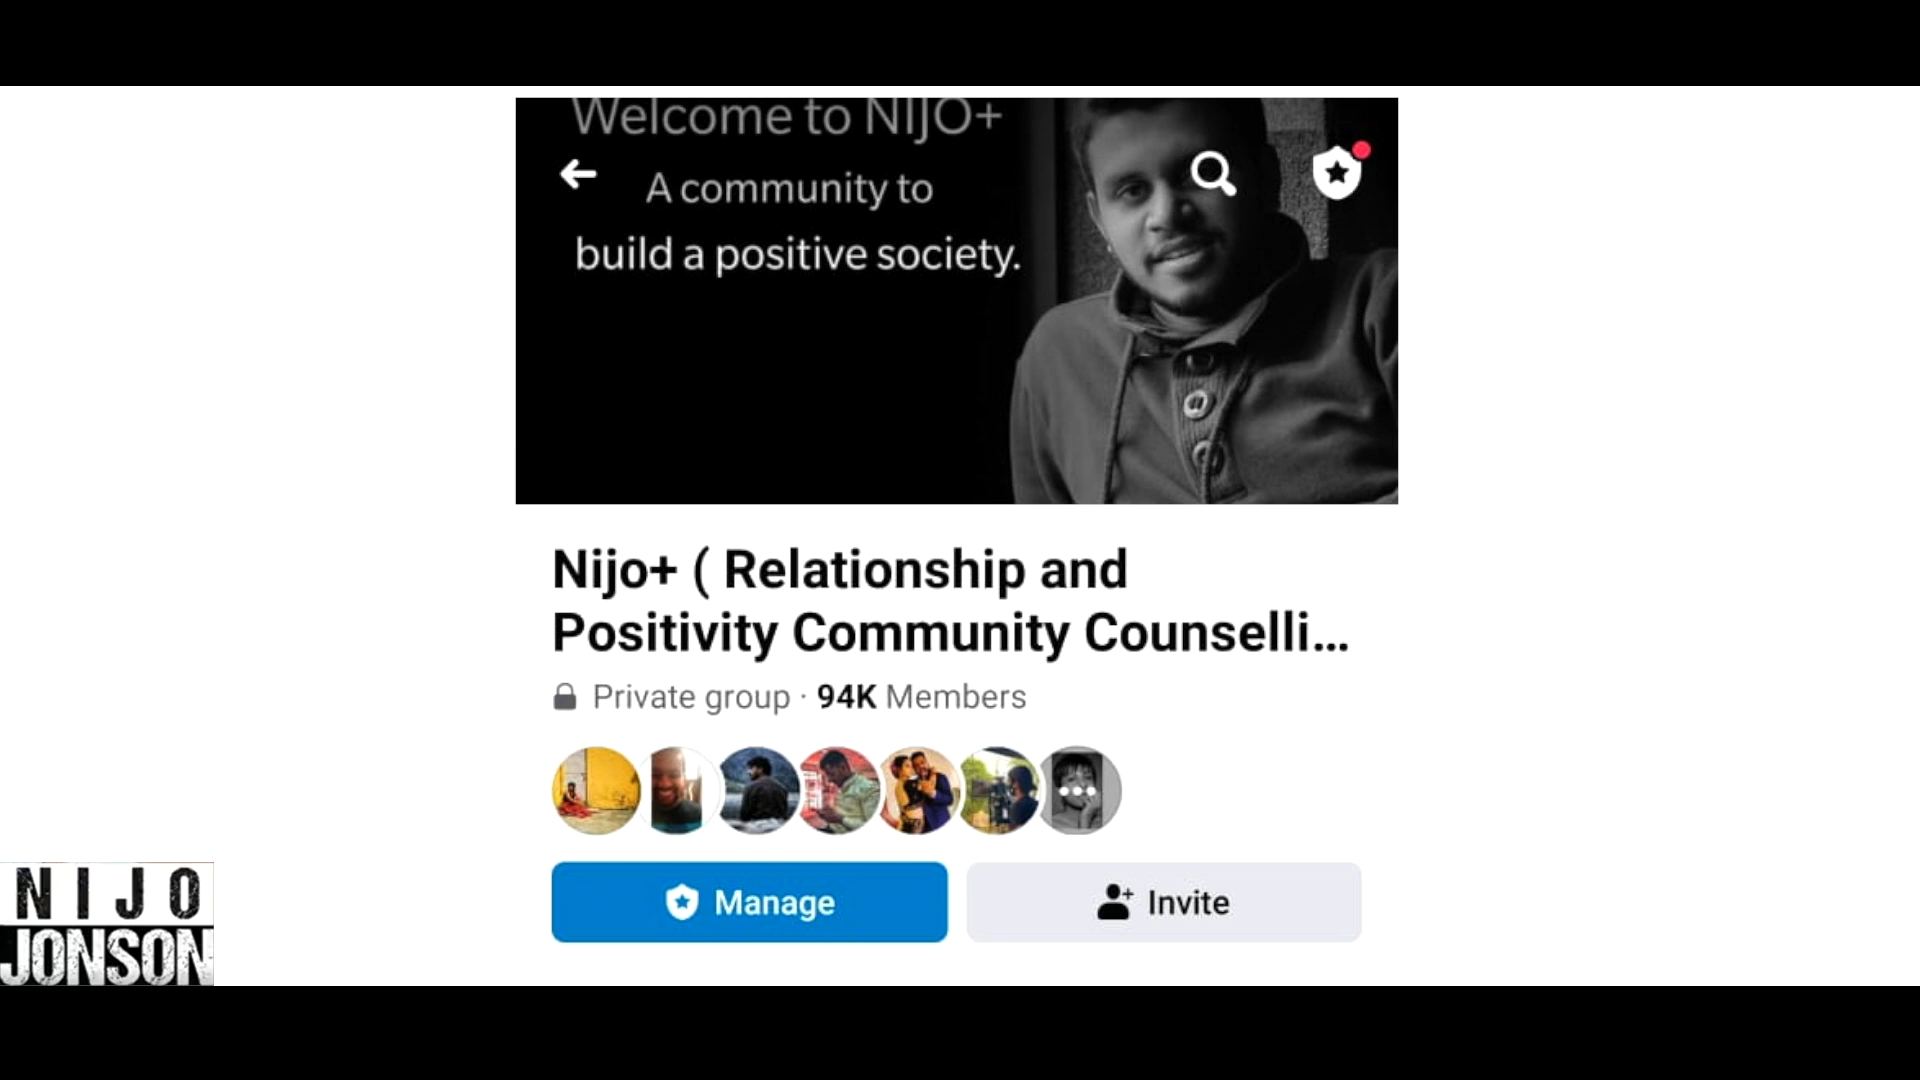 Welcome to NIJO+
A community to
build a positive society.
Nijo+ ( Relationship and
Positivity Community Counselli...
Private group · 94K Members
Manage
Invite
NIJO
JONSON